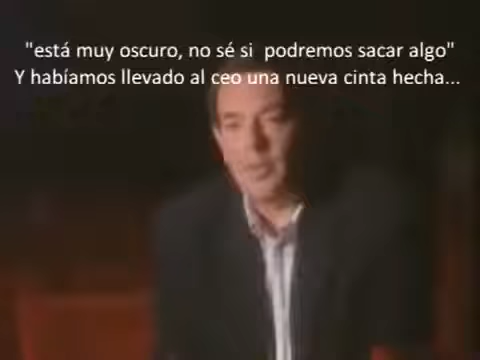 "está muy oscuro, no sé si  podremos sacar algo"
Y habíamos llevado al ceo una nueva cinta hecha...